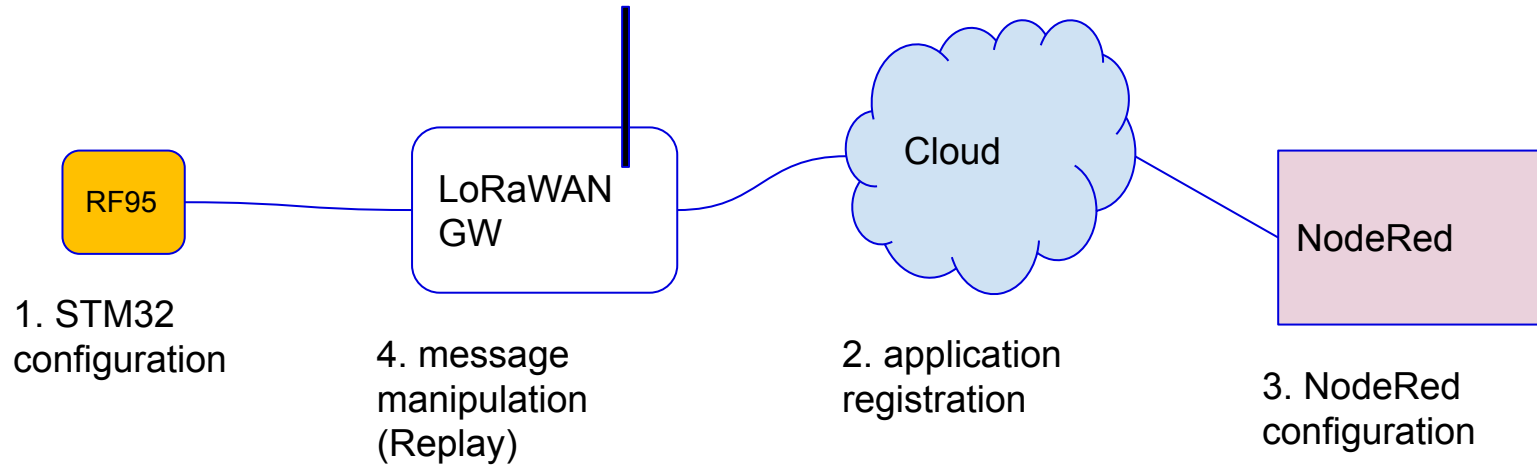 RF95
LoRaWAN
GW
Cloud
NodeRed
1. STM32
configuration
4. message
manipulation
(Replay)
2. application
registration
3. NodeRed
configuration